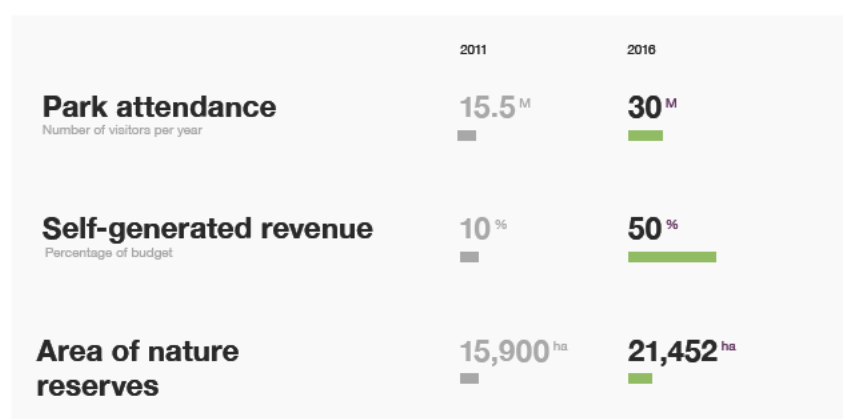 2011 2016
Park attendance 15.5 M 30 M
Number of visitors per year
Self-generated revenue 10 % 50 %
Percentage of budget
Area of nature 15,900 ha 21,452 ha
reserves